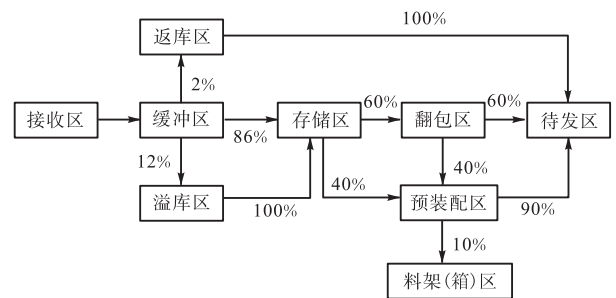 返库区
100%
2%
接收区
缓冲区
86%
存储区
60%
翻包区
60%
待发区
12%
40%
40%
溢库区
100%
预装配区
90%
10%
料架(箱)区